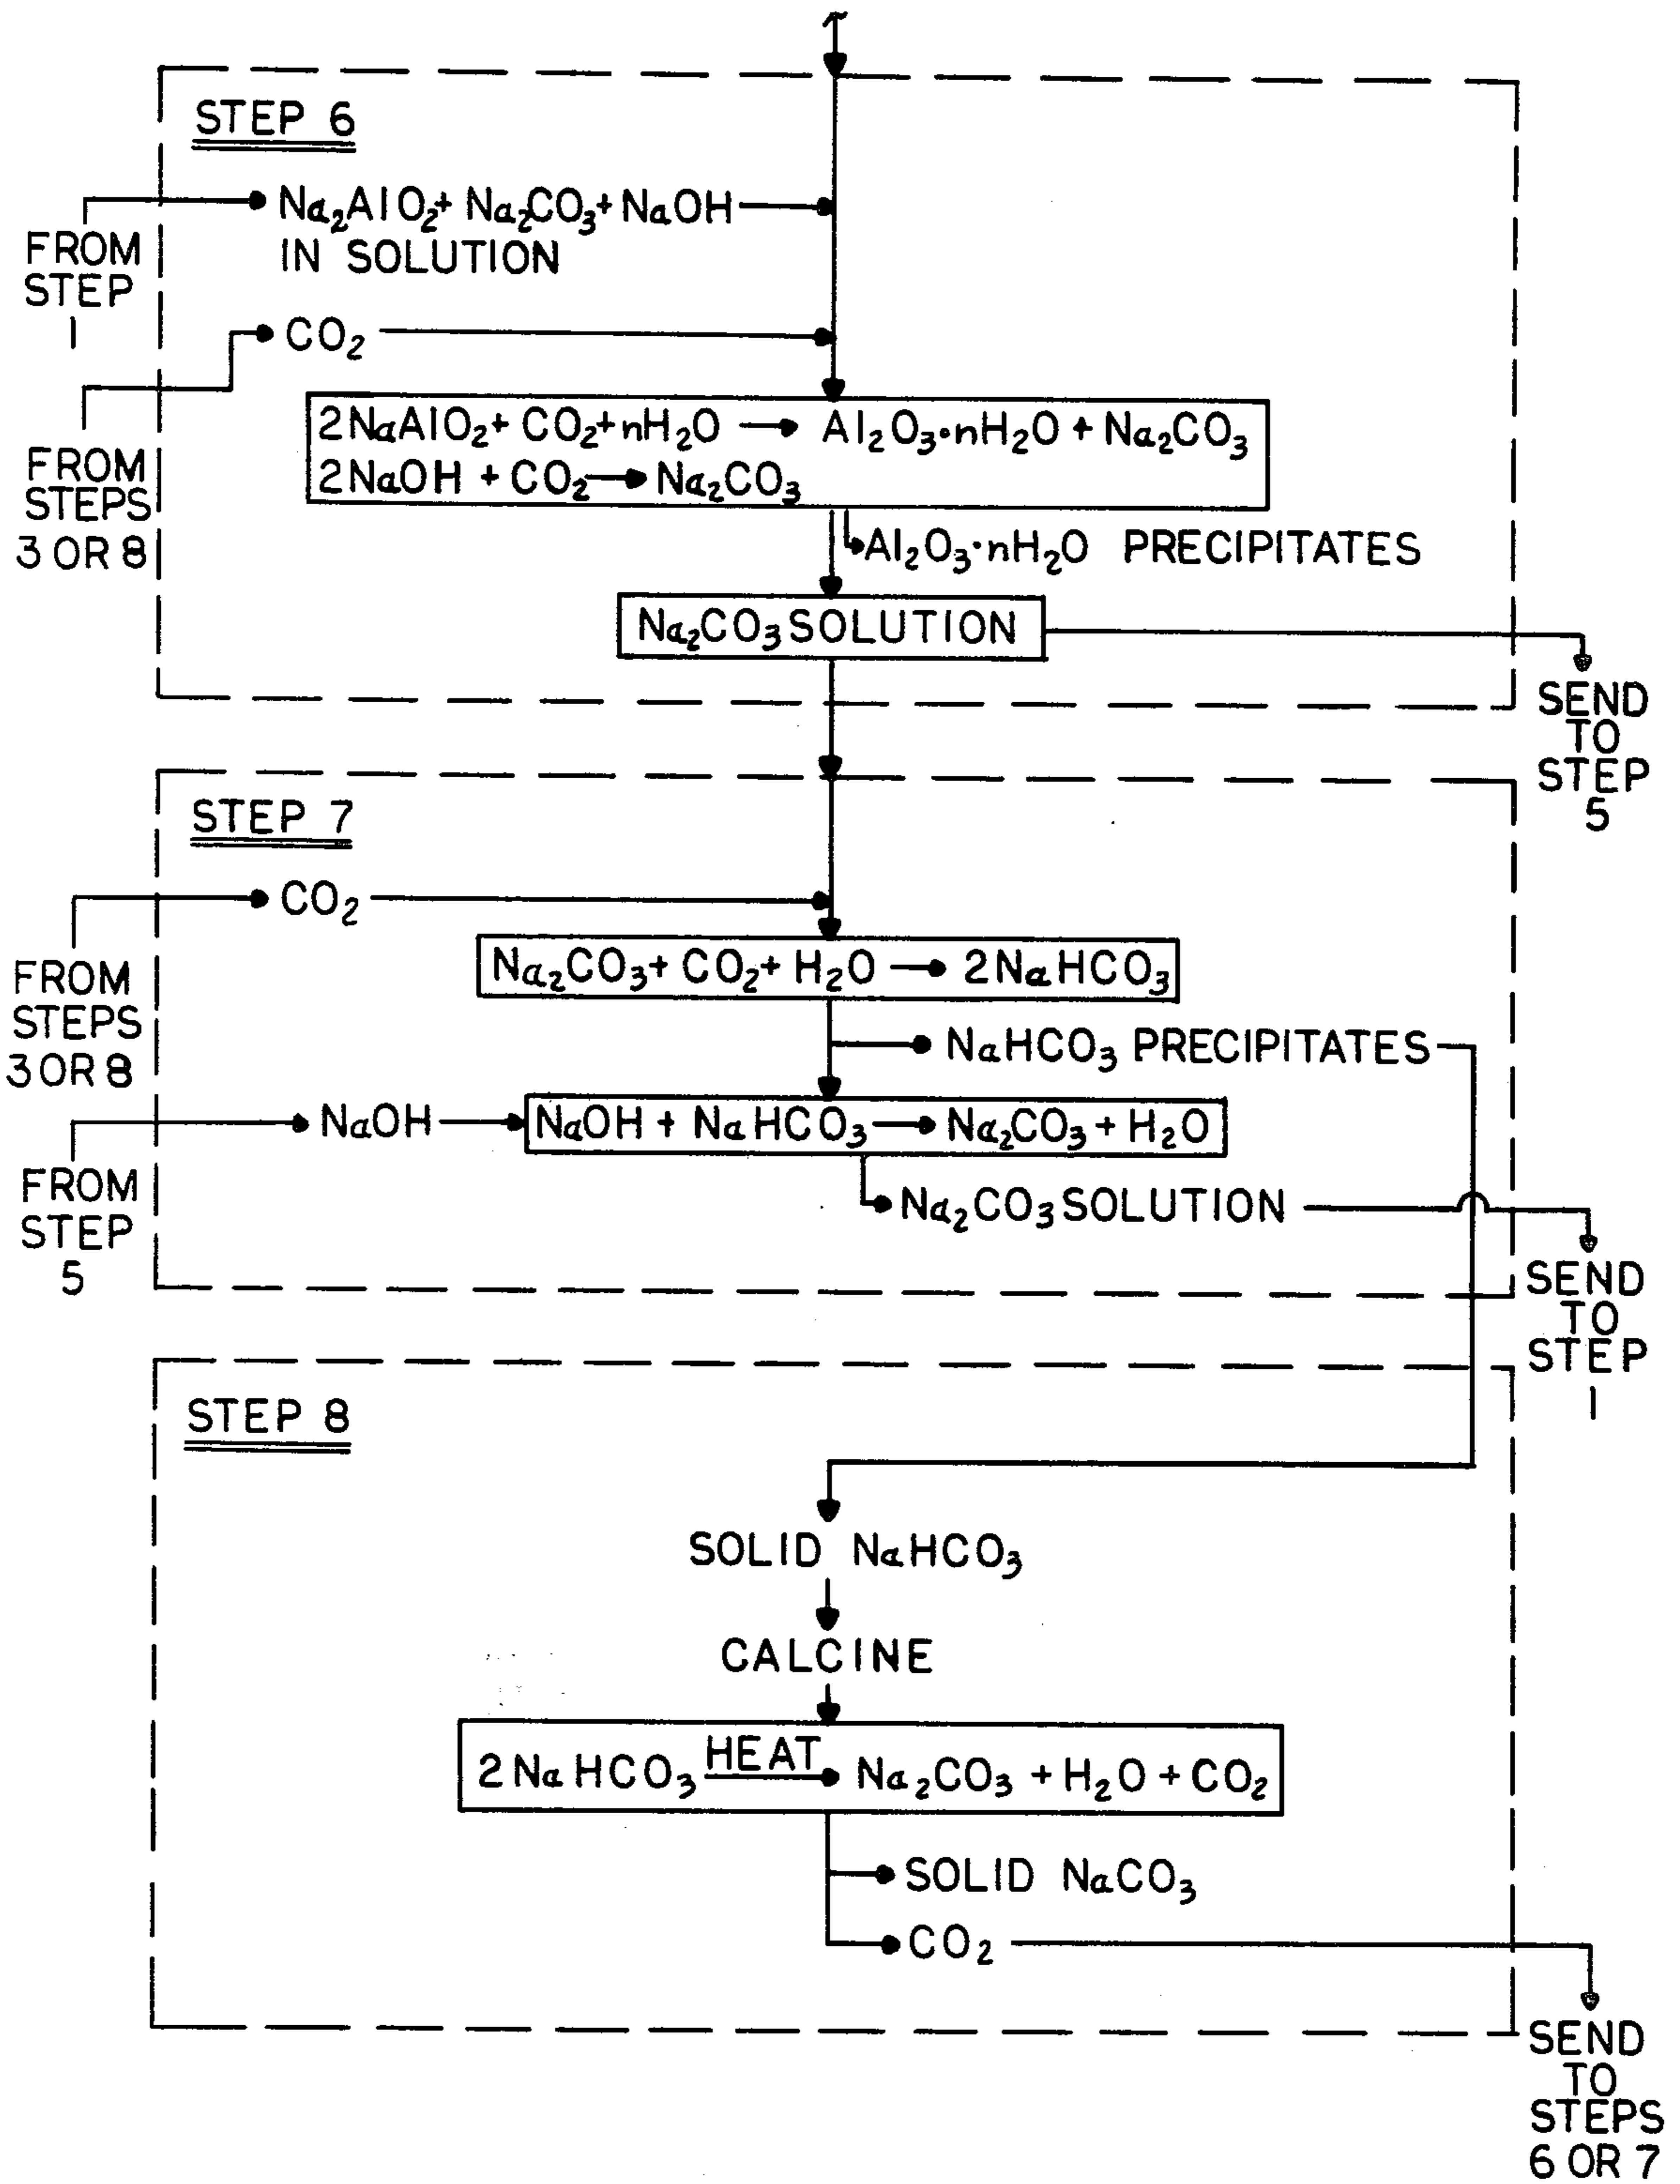 STEP 6
Na₂AlO₂+ Na₂CO₃+NaOH
IN SOLUTION
FROM
STEP
1
CO₂
FROM
STEPS
3 OR 8
2NaAlO₂+ CO₂+nH₂O → Al₂O₃·nH₂O + Na₂CO₃
2NaOH + CO₂ → Na₂CO₃
Al₂O₃·nH₂O PRECIPITATES
Na₂CO₃ SOLUTION
SEND
TO
STEP
5
STEP 7
CO₂
FROM
STEPS
3 OR 8
Na₂CO₃+ CO₂+ H₂O → 2NaHCO₃
NaHCO₃ PRECIPITATES
NaOH
NaOH + NaHCO₃ → Na₂CO₃ + H₂O
FROM
STEP
5
Na₂CO₃ SOLUTION
SEND
TO
STEP
1
STEP 8
SOLID NaHCO₃
CALCINE
2NaHCO₃ HEAT → Na₂CO₃ + H₂O + CO₂
SOLID NaCO₃
CO₂
SEND
TO
STEPS
6 OR 7